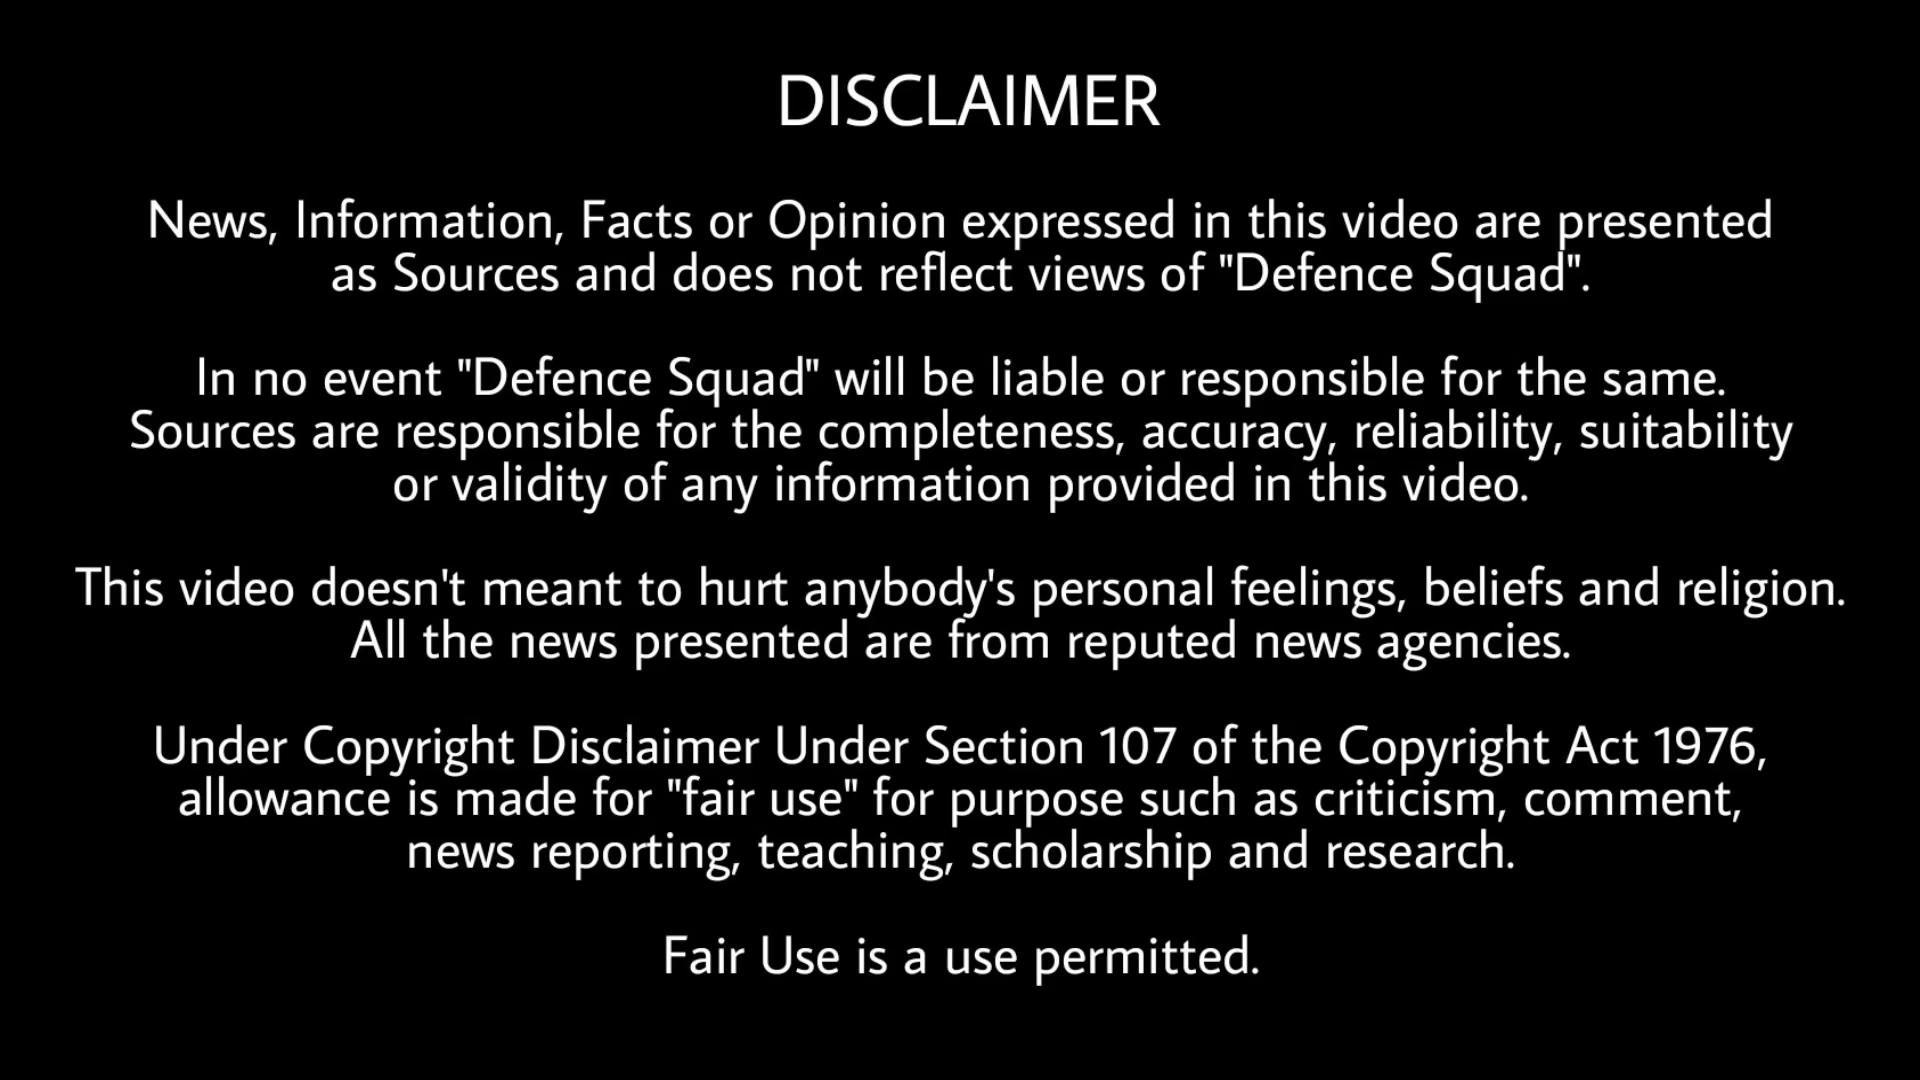 DISCLAIMER
News, Information, Facts or Opinion expressed in this video are presented
as Sources and does not reflect views of "Defence Squad".
In no event "Defence Squad" will be liable or responsible for the same.
Sources are responsible for the completeness, accuracy, reliability, suitability
or validity of any information provided in this video.
This video doesn't meant to hurt anybody's personal feelings, beliefs and religion.
All the news presented are from reputed news agencies.
Under Copyright Disclaimer Under Section 107 of the Copyright Act 1976,
allowance is made for "fair use" for purpose such as criticism, comment,
news reporting, teaching, scholarship and research.
Fair Use is a use permitted.